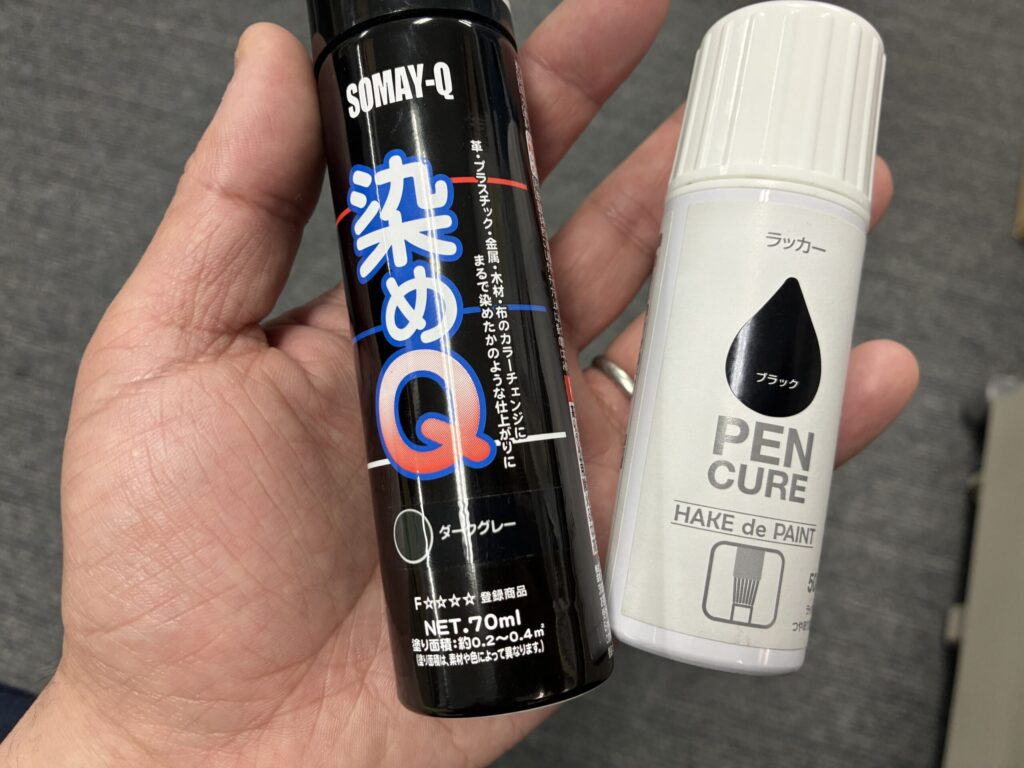 SOMAY-Q
染めQ
革・プラスチック・金属・木材・布のカラーチェンジに
まるで染めたかのような仕上がりに
ダークグレー
F☆☆☆☆ 登録商品
NET.70ml
塗り面積:約0.2〜0.4㎡
(塗り面積は、素材や色によって異なります。)
ラッカー
ブラック
PEN
CURE
HAKE de PAINT